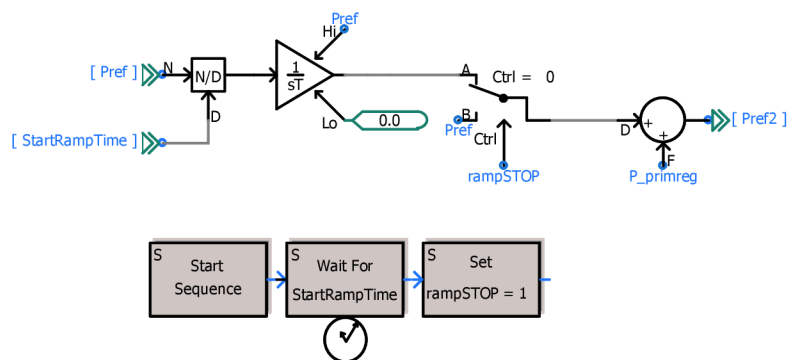 Pref
Hi
[ Pref ]
N
N/D
1
sT
A
Ctrl = 0
D
Lo
0.0
B
Pref
Ctrl
[ StartRampTime ]
D
+
+
[ Pref2 ]
F
rampSTOP
P_primreg
S
Start
Sequence
S
Wait For
StartRampTime
S
Set
rampSTOP = 1